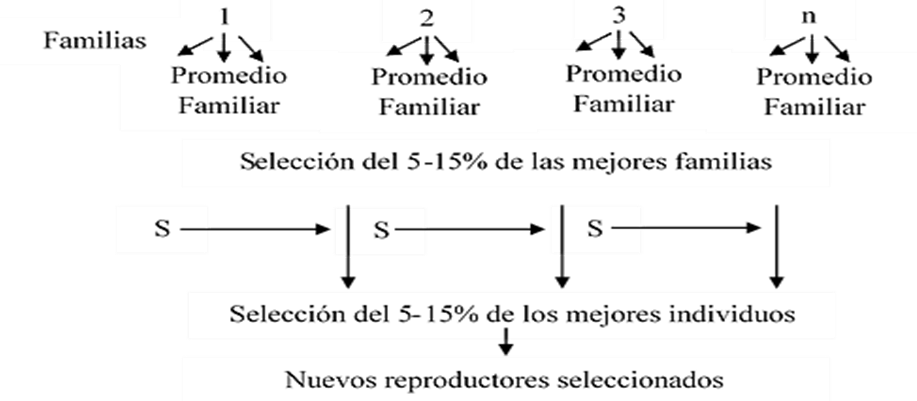 1 2 3 n
Familias
Promedio Promedio Promedio Promedio
Familiar Familiar Familiar Familiar
Selección del 5-15% de las mejores familias
S S S
Selección del 5-15% de los mejores individuos
Nuevos reproductores seleccionados